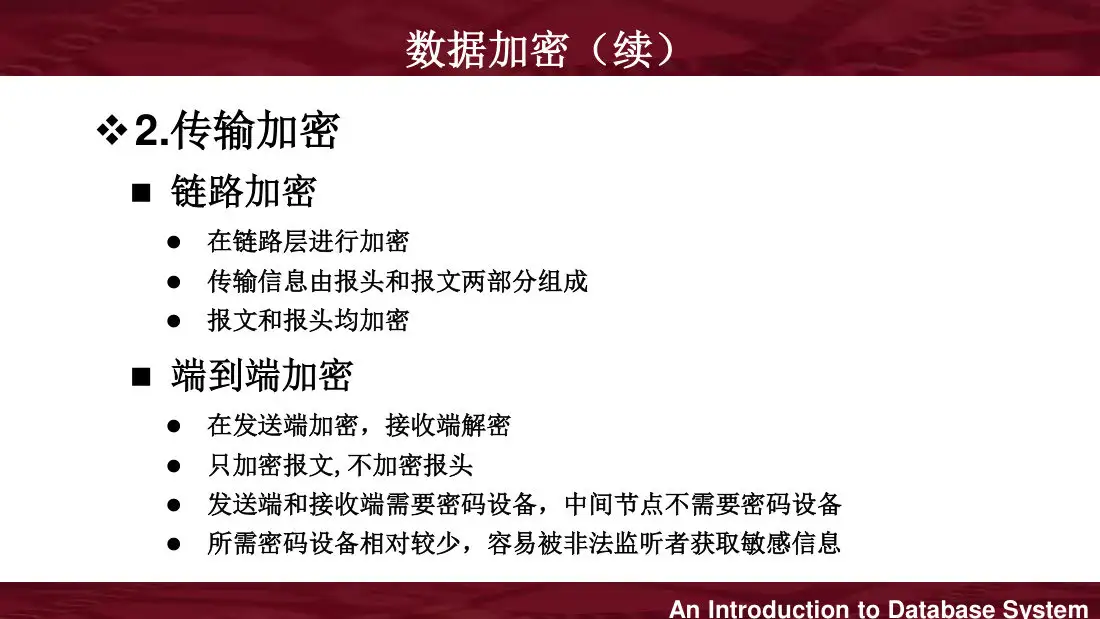 数据加密（续）
❖2.传输加密
■ 链路加密
● 在链路层进行加密
● 传输信息由报头和报文两部分组成
● 报文和报头均加密
■ 端到端加密
● 在发送端加密，接收端解密
● 只加密报文,不加密报头
● 发送端和接收端需要密码设备，中间节点不需要密码设备
● 所需密码设备相对较少，容易被非法监听者获取敏感信息
An Introduction to Database System